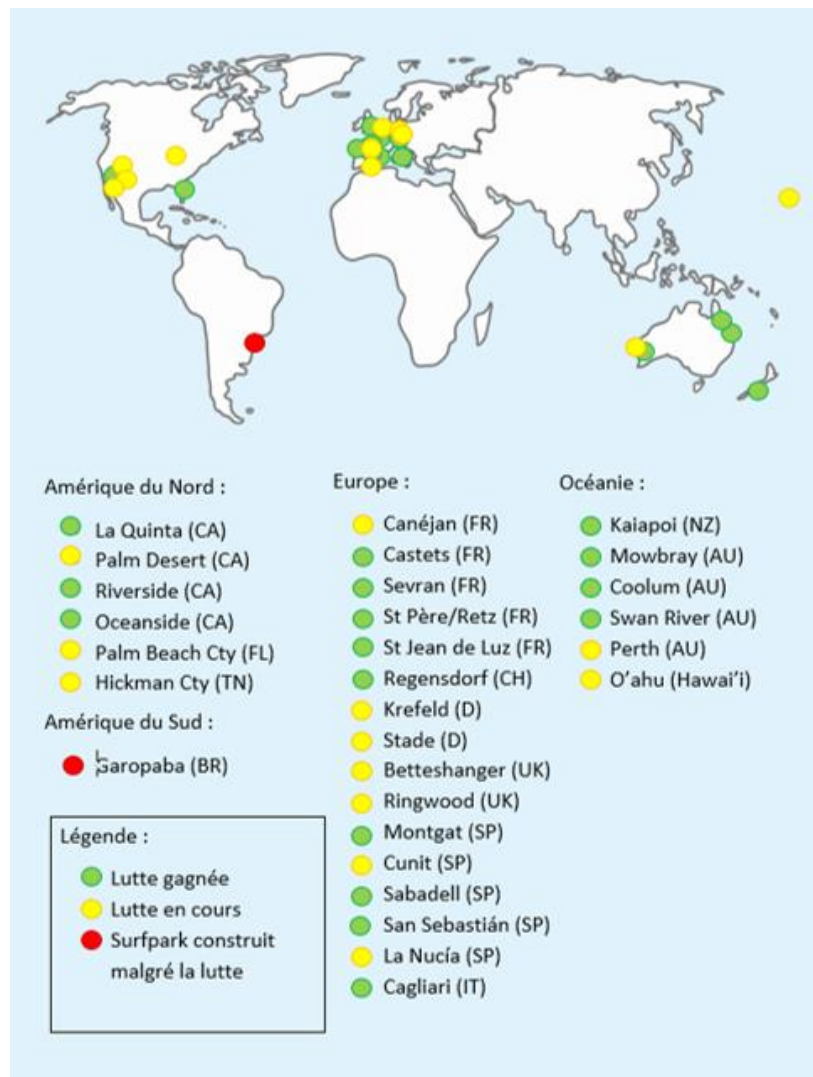 Amérique du Nord :
La Quinta (CA)
Palm Desert (CA)
Riverside (CA)
Oceanside (CA)
Palm Beach Cty (FL)
Hickman Cty (TN)
Amérique du Sud :
Garopaba (BR)
Légende :
Lutte gagnée
Lutte en cours
Surfpark construit
malgré la lutte
Europe :
Canéjan (FR)
Castets (FR)
Sevran (FR)
St Père/Retz (FR)
St Jean de Luz (FR)
Regensdorf (CH)
Krefeld (D)
Stade (D)
Betteshanger (UK)
Ringwood (UK)
Montgat (SP)
Cunit (SP)
Sabadell (SP)
San Sebastián (SP)
La Nucía (SP)
Cagliari (IT)
Océanie :
Kaiapoi (NZ)
Mowbray (AU)
Coolum (AU)
Swan River (AU)
Perth (AU)
O’ahu (Hawai’i)